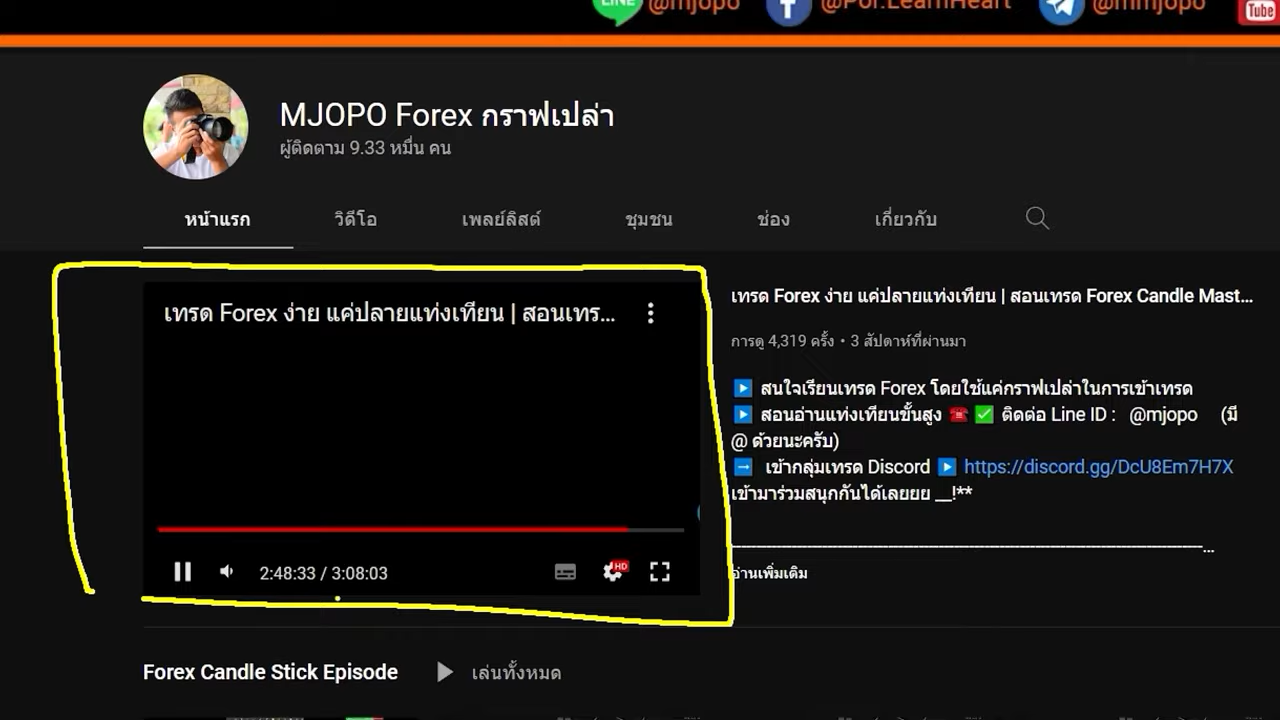 LINE @mjopo @Por.LearnHeart @mmjopo Tube
MJOPO Forex กราฟเปล่า
ผู้ติดตาม 9.33 หมื่น คน
หน้าแรก วิดีโอ เพลย์ลิสต์ ชุมชน ช่อง เกี่ยวกับ
เทรด Forex ง่าย แค่ปลายแท่งเทียน | สอนเทร...
เทรด Forex ง่าย แค่ปลายแท่งเทียน | สอนเทรด Forex Candle Mast...
การดู 4,319 ครั้ง • 3 สัปดาห์ที่ผ่านมา
▶ สนใจเรียนเทรด Forex โดยใช้แค่กราฟเปล่าในการเข้าเทรด
▶ สอนอ่านแท่งเทียนขั้นสูง ☎ ✅ ติดต่อ Line ID : @mjopo (มี
@ ด้วยนะครับ)
➡ เข้ากลุ่มเทรด Discord ▶ https://discord.gg/DcU8Em7H7X
เข้ามาร่วมสนุกกันได้เลยยย __!**
...
อ่านเพิ่มเติม
2:48:33 / 3:08:03 HD
Forex Candle Stick Episode ▶ เล่นทั้งหมด